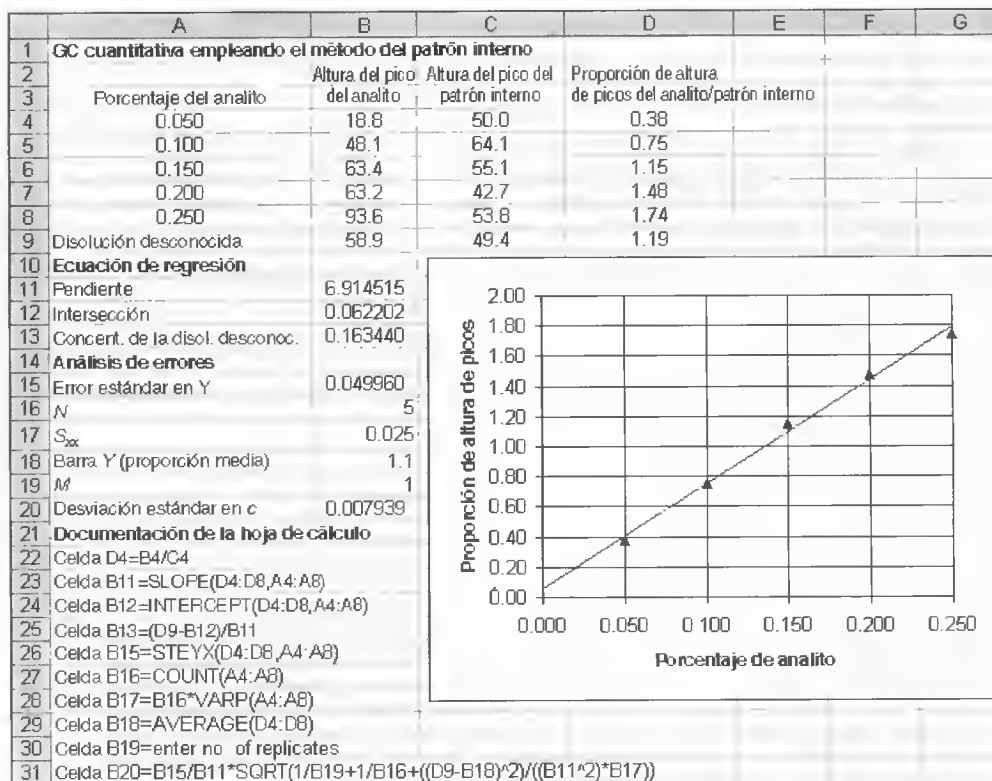 A B C D E F G
1 GC cuantitativa empleando el método del patrón interno
2 Altura del pico Altura del pico del Proporción de altura
3 Porcentaje del analito del analito patrón interno de picos del analito/patrón interno
4 0.050 18.8 50.0 0.38
5 0.100 48.1 64.1 0.75
6 0.150 63.4 55.1 1.15
7 0.200 63.2 42.7 1.48
8 0.250 93.6 53.8 1.74
9 Disolución desconocida 58.9 49.4 1.19
10 Ecuación de regresión
11 Pendiente 6.914515
12 Intersección 0.062202
13 Concent. de la disol. desconoc. 0.163440
14 Análisis de errores
15 Error estándar en Y 0.049960
16 N 5
17 Sxx 0.025
18 Barra Y (proporción media) 1.1
19 M 1
20 Desviación estándar en c 0.007939
21 Documentación de la hoja de cálculo
22 Celda D4=B4/C4
23 Celda B11=SLOPE(D4:D8,A4:A8)
24 Celda B12=INTERCEPT(D4:D8,A4:A8)
25 Celda B13=(D9-B12)/B11
26 Celda B15=STEYX(D4:D8,A4:A8)
27 Celda B16=COUNT(A4:A8)
28 Celda B17=B16*VARP(A4:A8)
29 Celda B18=AVERAGE(D4:D8)
30 Celda B19=enter no of replicates
31 Celda B20=B15/B11*SQRT(1/B19+1/B16+((D9-B18)^2)/((B11^2)*B17))
Proporción de altura de picos
2.00
1.80
1.60
1.40
1.20
1.00
0.80
0.60
0.40
0.20
0.00
0.000 0.050 0.100 0.150 0.200 0.250
Porcentaje de analito